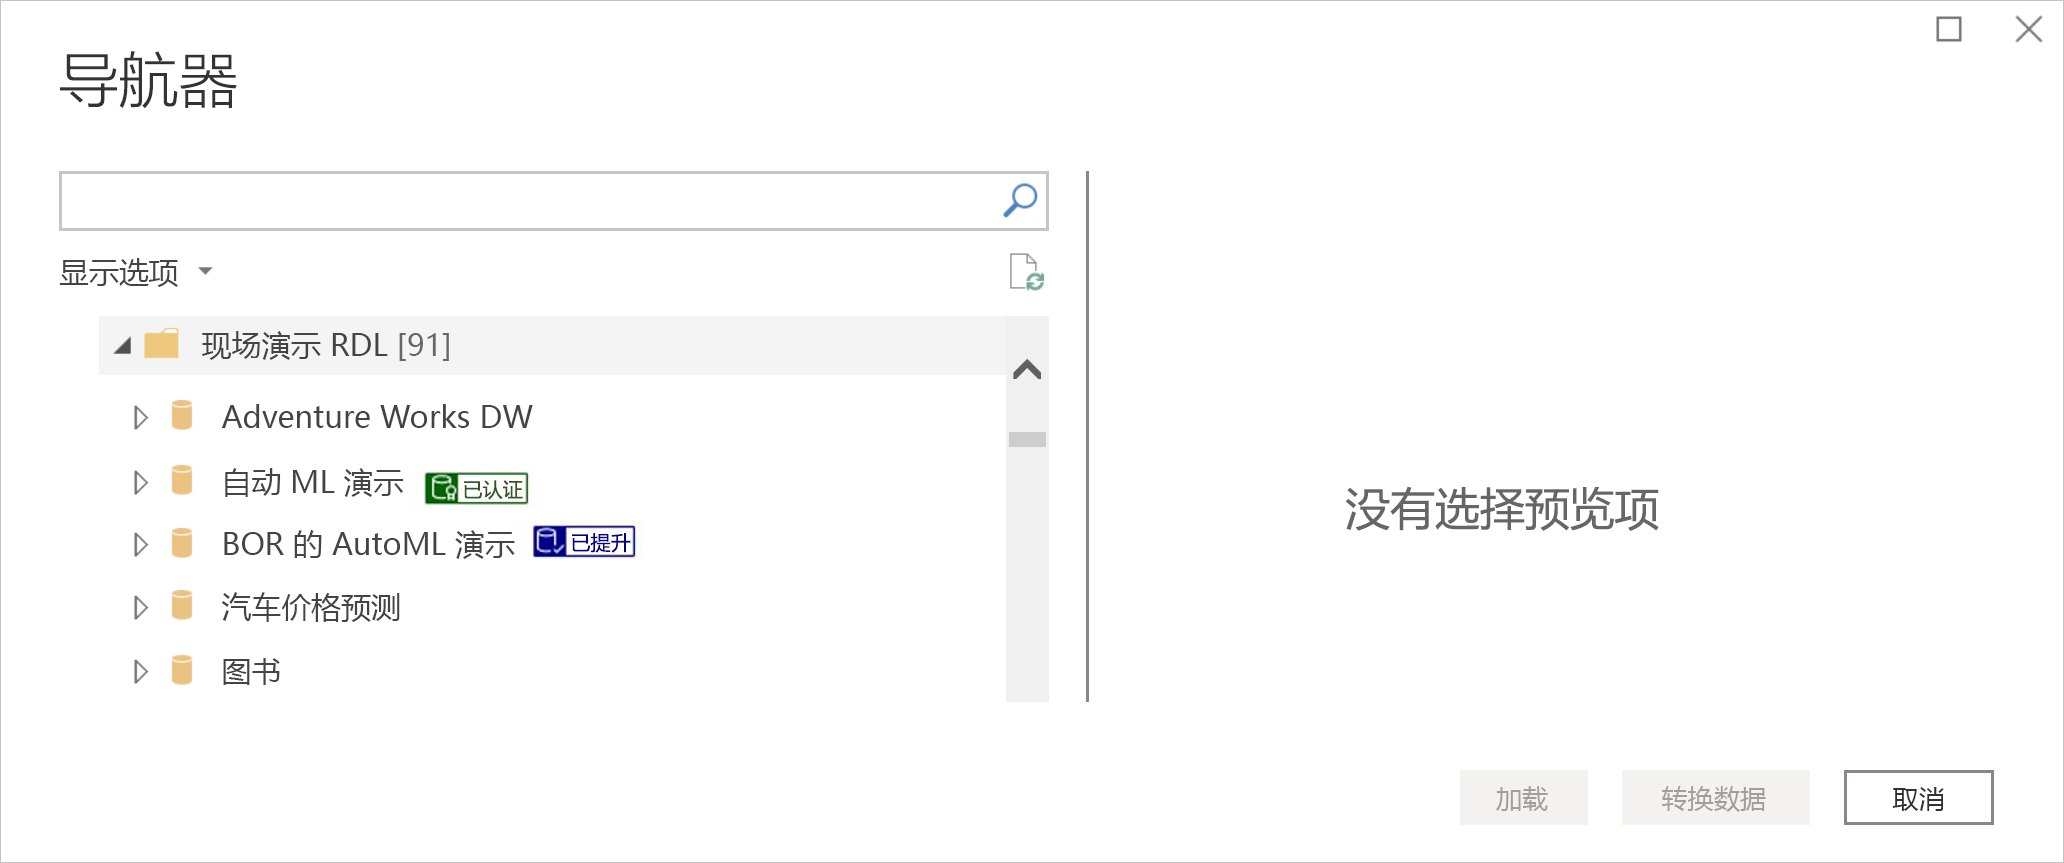 导航器
显示选项
现场演示 RDL [91]
Adventure Works DW
自动 ML 演示 已认证
BOR 的 AutoML 演示 已提升
汽车价格预测
图书
没有选择预览项
加载 转换数据 取消